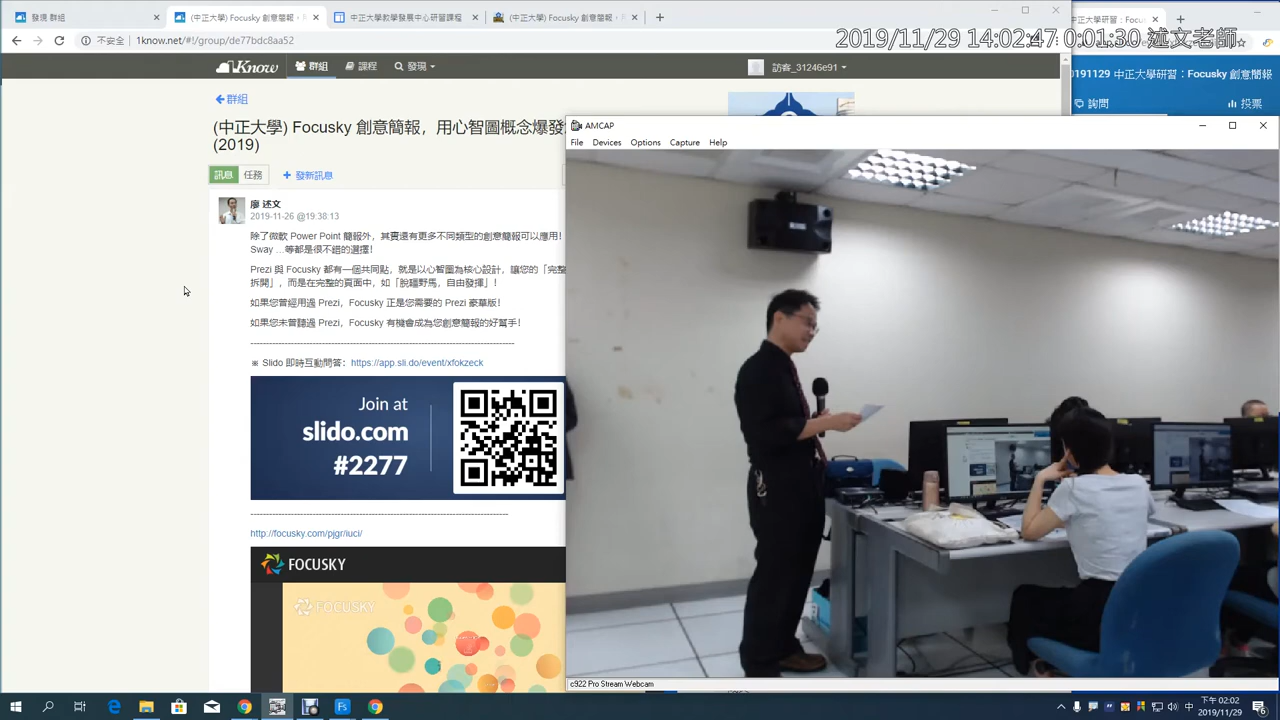 發現 群組
(中正大學) Focusky 創意簡報，
中正大學教學發展中心研習課程
(中正大學) Focusky 創意簡報，
中正大學研習：Focu
不安全
1know.net/#!/group/de77bdc8aa52
2019/11/29 14:02:47 0:01:30 述文老師
1Know
群組
課程
發現
訪客_31246e91
0191129 中正大學研習：Focusky 創意簡報
詢問
投票
群組
(中正大學) Focusky 創意簡報，用心智圖概念爆發
(2019)
訊息
任務
發新訊息
廖 述文
2019-11-26 @19:38:13
除了微軟 Power Point 簡報外，其實還有更多不同類型的創意簡報可以應用!
Sway ...等都是很不錯的選擇!
Prezi 與 Focusky 都有一個共同點，就是以心智圖為核心設計，讓您的「完整
拆開」，而是在完整的頁面中，如「脫韁野馬，自由發揮」!
如果您曾經用過 Prezi，Focusky 正是您需要的 Prezi 豪華版!
如果您未曾聽過 Prezi，Focusky 有機會成為您創意簡報的好幫手!
※ Slido 即時互動問答：https://app.sli.do/event/xfokzeck
Join at
slido.com
#2277
http://focusky.com/pjgr/iuci/
FOCUSKY
FOCUSKY
AMCAP
File
Devices
Options
Capture
Help
c922 Pro Stream Webcam
Fs
中
下午 02:02
2019/11/29
6